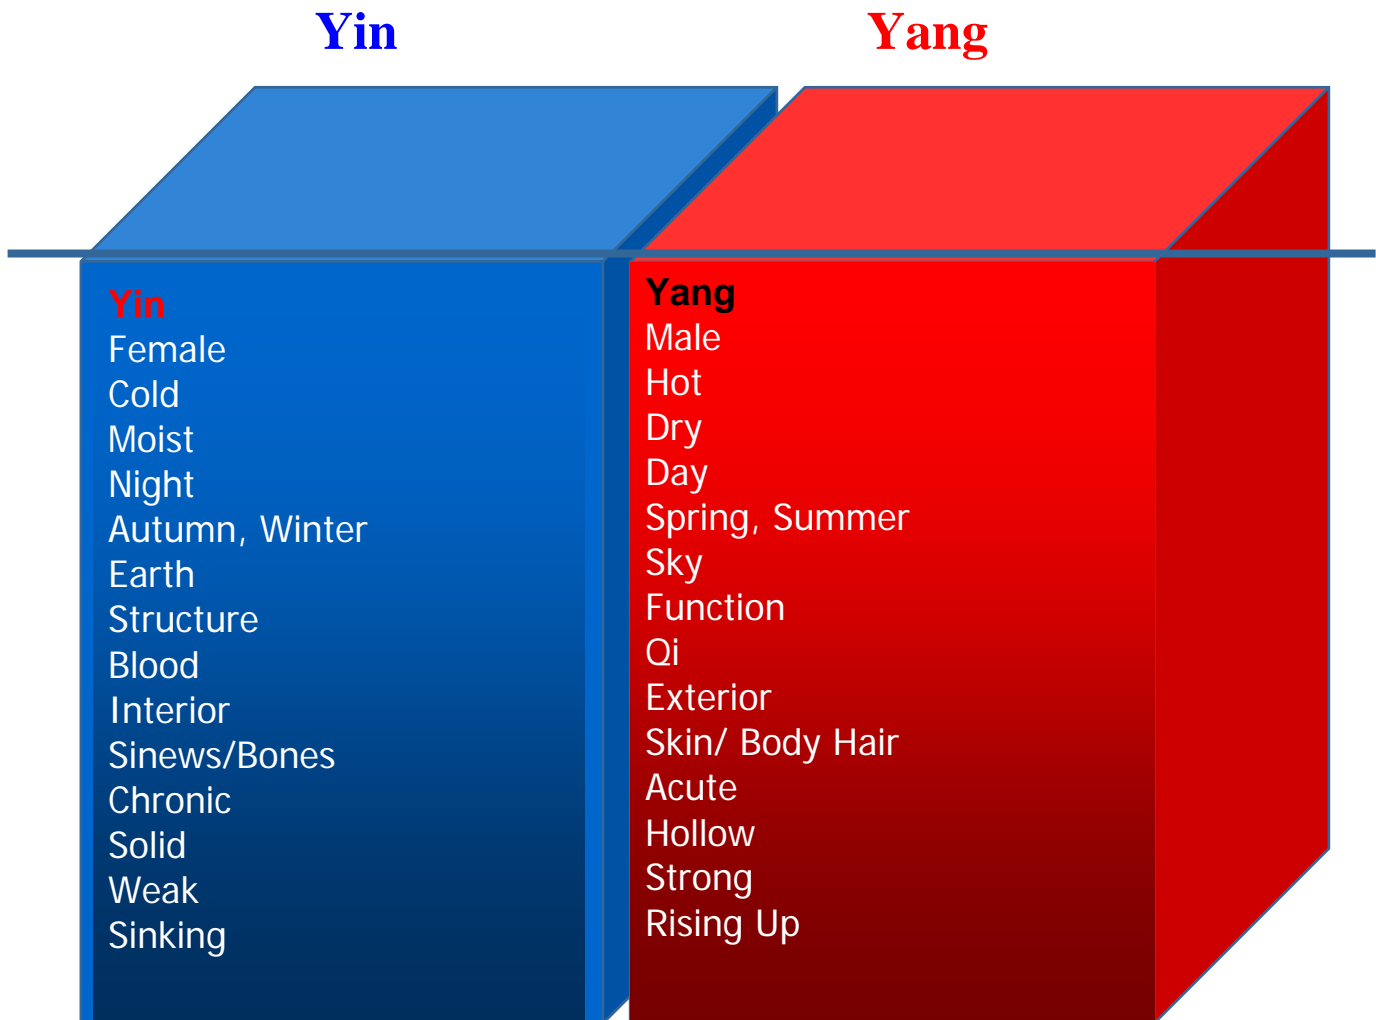 Yin
Yang
Yin
Female
Cold
Moist
Night
Autumn, Winter
Earth
Structure
Blood
Interior
Sinews/Bones
Chronic
Solid
Weak
Sinking
Yang
Male
Hot
Dry
Day
Spring, Summer
Sky
Function
Qi
Exterior
Skin/ Body Hair
Acute
Hollow
Strong
Rising Up